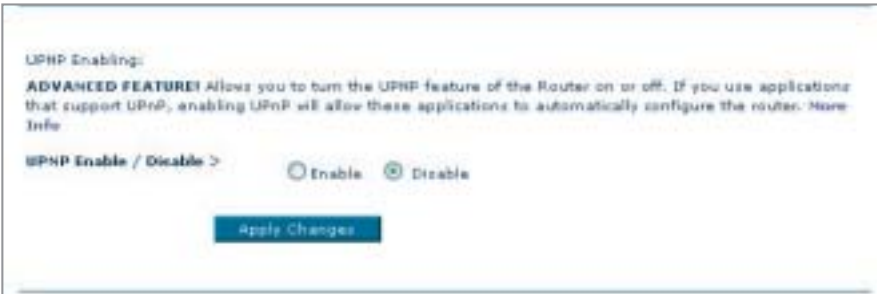 UPNP Enabling:
ADVANCED FEATURE! Allows you to turn the UPNP feature of the Router on or off. If you use applications
that support UPnP, enabling UPnP will allow these applications to automatically configure the router. More
Info
UPNP Enable / Disable >
Enable Disable
Apply Changes